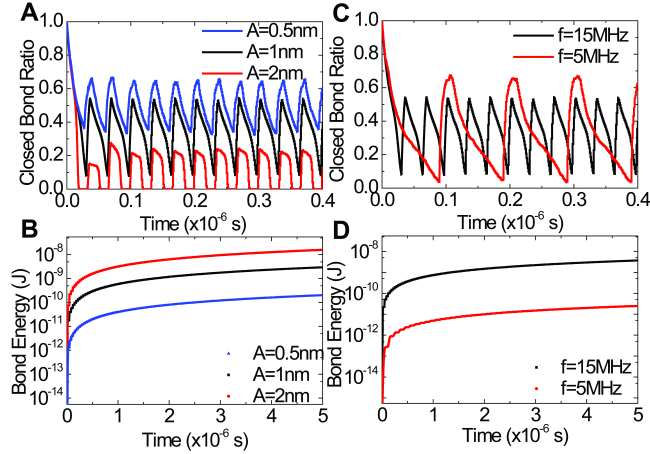 A
Closed Bond Ratio
1.0
0.8
0.6
0.4
0.2
0.0
A=0.5nm
A=1nm
A=2nm
0.0 0.1 0.2 0.3 0.4
Time (x10-6 s)
C
Closed Bond Ratio
1.0
0.8
0.6
0.4
0.2
0.0
f=15MHz
f=5MHz
0.0 0.1 0.2 0.3 0.4
Time (x10-6 s)
B
Bond Energy (J)
10-8
10-9
10-10
10-11
10-12
10-13
10-14
A=0.5nm
A=1nm
A=2nm
0 1 2 3 4 5
Time (x10-6 s)
D
Bond Energy (J)
10-8
10-10
10-12
10-14
f=15MHz
f=5MHz
0 1 2 3 4 5
Time (x10-6 s)